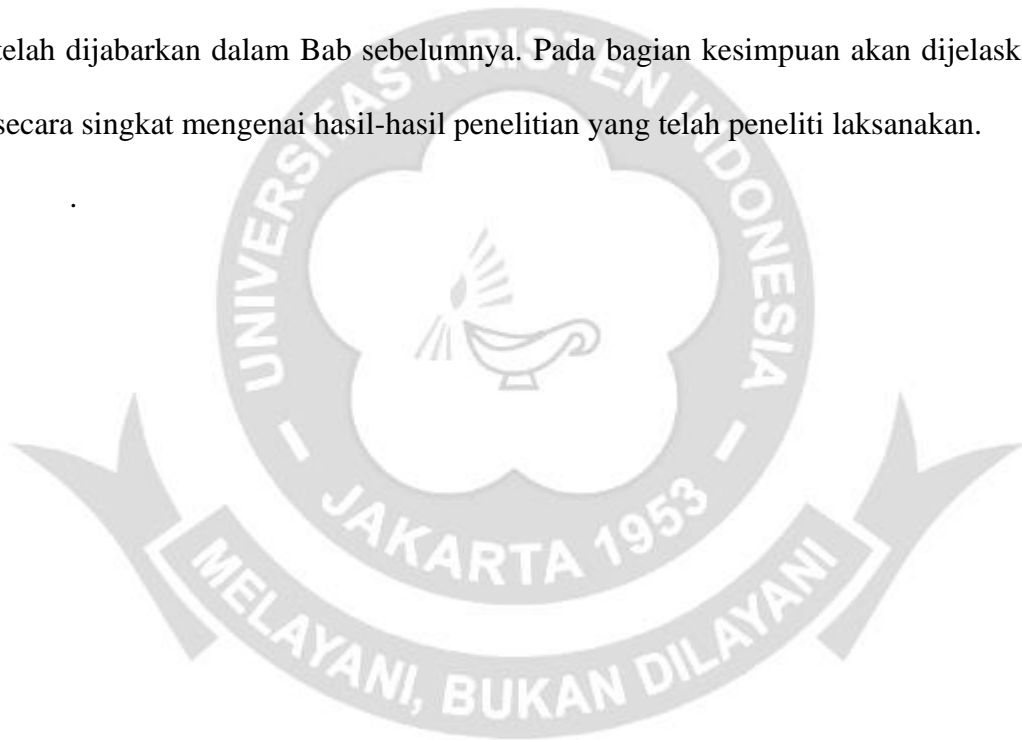 telah dijabarkan dalam Bab sebelumnya. Pada bagian kesimpuan akan dijelask
secara singkat mengenai hasil-hasil penelitian yang telah peneliti laksanakan.
.
UNIVERSITAS KRISTEN INDONESIA
- JAKARTA 1953 -
MELAYANI, BUKAN DILAYANI